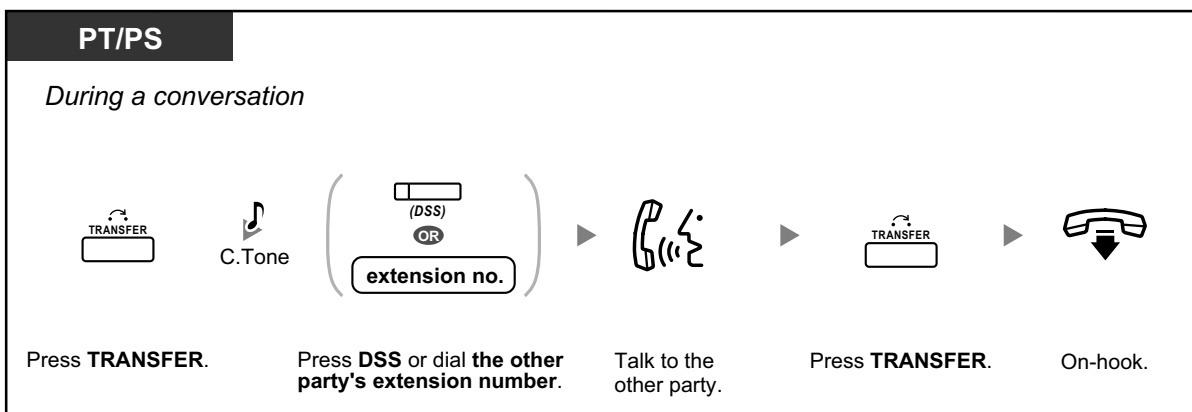 PT/PS
During a conversation
TRANSFER
C.Tone
(DSS)
OR
extension no.
TRANSFER
Press TRANSFER.
Press DSS or dial the other
party's extension number.
Talk to the
other party.
Press TRANSFER.
On-hook.